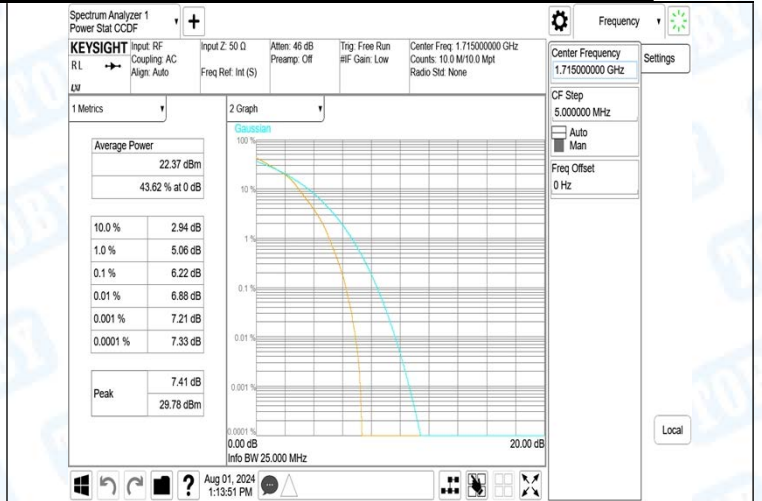 Spectrum Analyzer 1
Power Stat CCDF
Frequency
KEYSIGHT
RL
Input: RF
Coupling: AC
Align: Auto
Input Z: 50 Ω
Freq Ref: Int (S)
Atten: 46 dB
Preamp: Off
Trig: Free Run
#IF Gain: Low
Center Freq: 1.715000000 GHz
Counts: 10.0 M/10.0 Mpt
Radio Std: None
Center Frequency
1.715000000 GHz
Settings
CF Step
5.000000 MHz
Auto
Man
Freq Offset
0 Hz
1 Metrics
2 Graph
Average Power
22.37 dBm
43.62 % at 0 dB
10.0 % 2.94 dB
1.0 % 5.06 dB
0.1 % 6.22 dB
0.01 % 6.88 dB
0.001 % 7.21 dB
0.0001 % 7.33 dB
Peak
7.41 dB
29.78 dBm
Gaussian
100 %
10 %
1 %
0.1 %
0.01 %
0.001 %
0.0001 %
0.00 dB
20.00 dB
Info BW 25.000 MHz
Local
Aug 01, 2024
1:13:51 PM